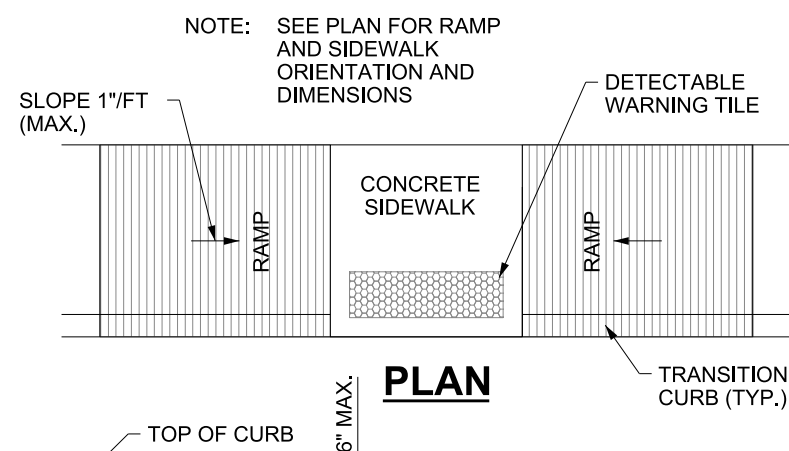 NOTE: SEE PLAN FOR RAMP
AND SIDEWALK
ORIENTATION AND
DIMENSIONS
SLOPE 1"/FT
(MAX.)
DETECTABLE
WARNING TILE
CONCRETE
SIDEWALK
RAMP
RAMP
PLAN
TRANSITION
CURB (TYP.)
TOP OF CURB
6" MAX.